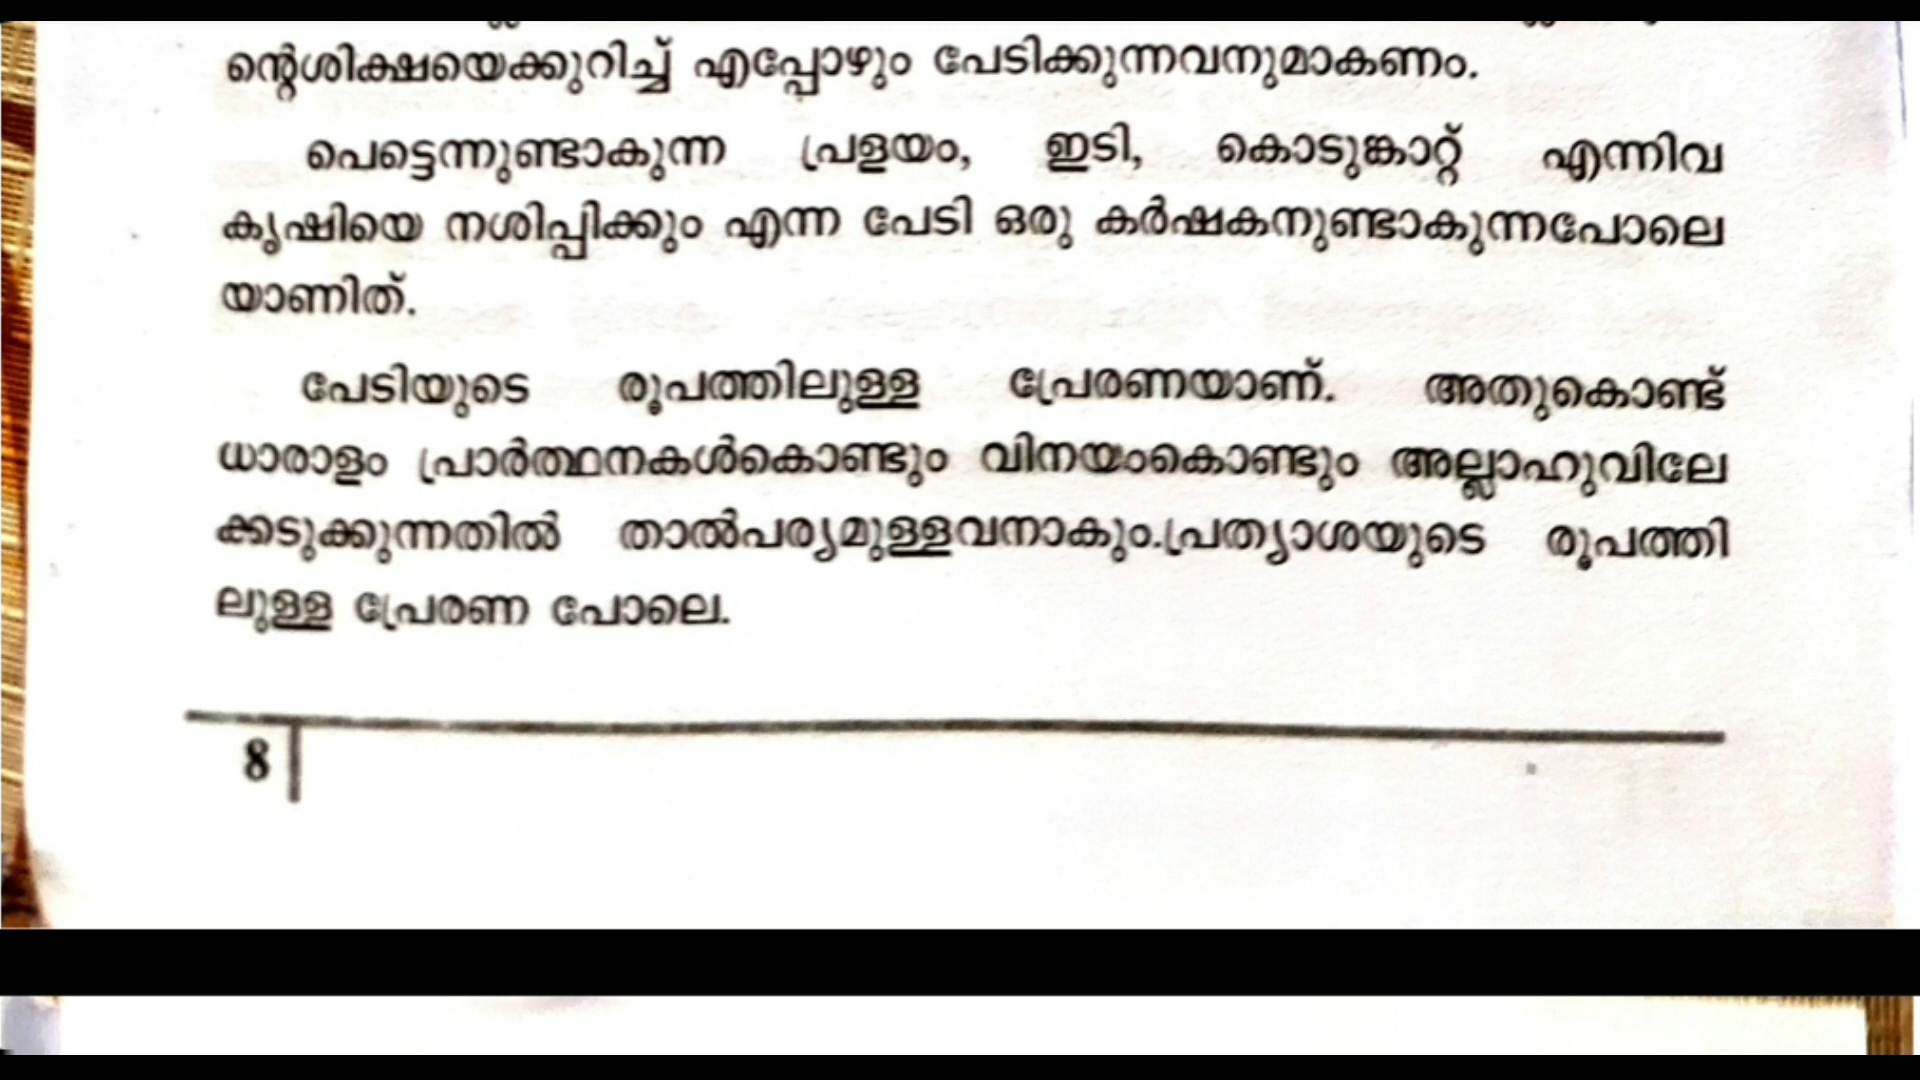 ന്റെശിക്ഷയെക്കുറിച്ച് എപ്പോഴും പേടിക്കുന്നവനുമാകണം.
പെട്ടെന്നുണ്ടാകുന്ന പ്രളയം, ഇടി, കൊടുങ്കാറ്റ് എന്നിവ
കൃഷിയെ നശിപ്പിക്കും എന്ന പേടി ഒരു കർഷകനുണ്ടാകുന്നപോലെ
യാണിത്.
പേടിയുടെ രൂപത്തിലുള്ള പ്രേരണയാണ്. അതുകൊണ്ട്
ധാരാളം പ്രാർത്ഥനകൾകൊണ്ടും വിനയംകൊണ്ടും അല്ലാഹുവിലേ
ക്കടുക്കുന്നതിൽ താൽപര്യമുള്ളവനാകും.പ്രത്യാശയുടെ രൂപത്തി
ലുള്ള പ്രേരണ പോലെ.
8